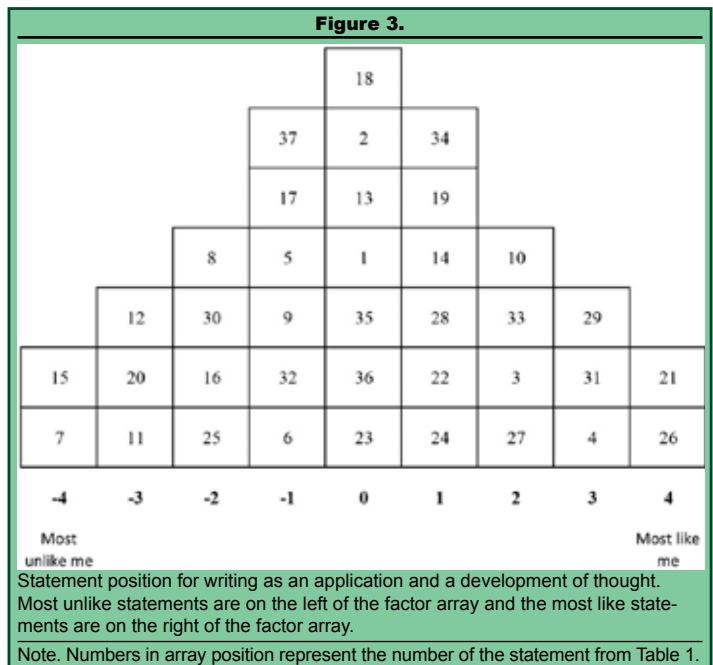 Figure 3.
18
37 2 34
17 13 19
8 5 1 14 10
12 30 9 35 28 33 29
15 20 16 32 36 22 3 31 21
7 11 25 6 23 24 27 4 26
-4 -3 -2 -1 0 1 2 3 4
Most Most like
unlike me me
Statement position for writing as an application and a development of thought.
Most unlike statements are on the left of the factor array and the most like state-
ments are on the right of the factor array.
Note. Numbers in array position represent the number of the statement from Table 1.